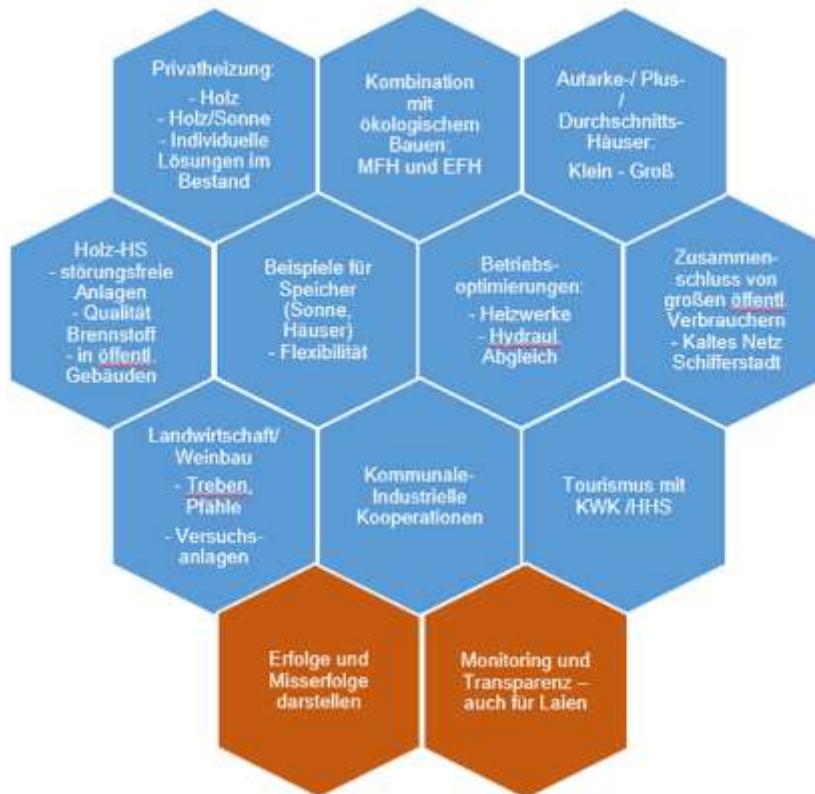 Privatheizung:
- Holz
- Holz/Sonne
- Individuelle
Lösungen im
Bestand
Kombination
mit
ökologischem
Bauen:
MFH und EFH
Autarke-/ Plus-
/
Durchschnitts-
Häuser:
Klein - Groß
Holz-HS
- störungsfreie
Anlagen
- Qualität
Brennstoff
- in öffentl.
Gebäuden
Beispiele für
Speicher
(Sonne,
Häuser)
- Flexibilität
Betriebs-
optimierungen:
- Heizwerke
- Hydraul.
Abgleich
Zusammen-
schluss von
großen öffentl.
Verbrauchern
- Kaltes Netz
Schifferstadt
Landwirtschaft/
Weinbau
- Treben,
Pfähle
- Versuchs-
anlagen
Kommunale-
Industrielle
Kooperationen
Tourismus mit
KWK /HHS
Erfolge und
Misserfolge
darstellen
Monitoring und
Transparenz –
auch für Laien